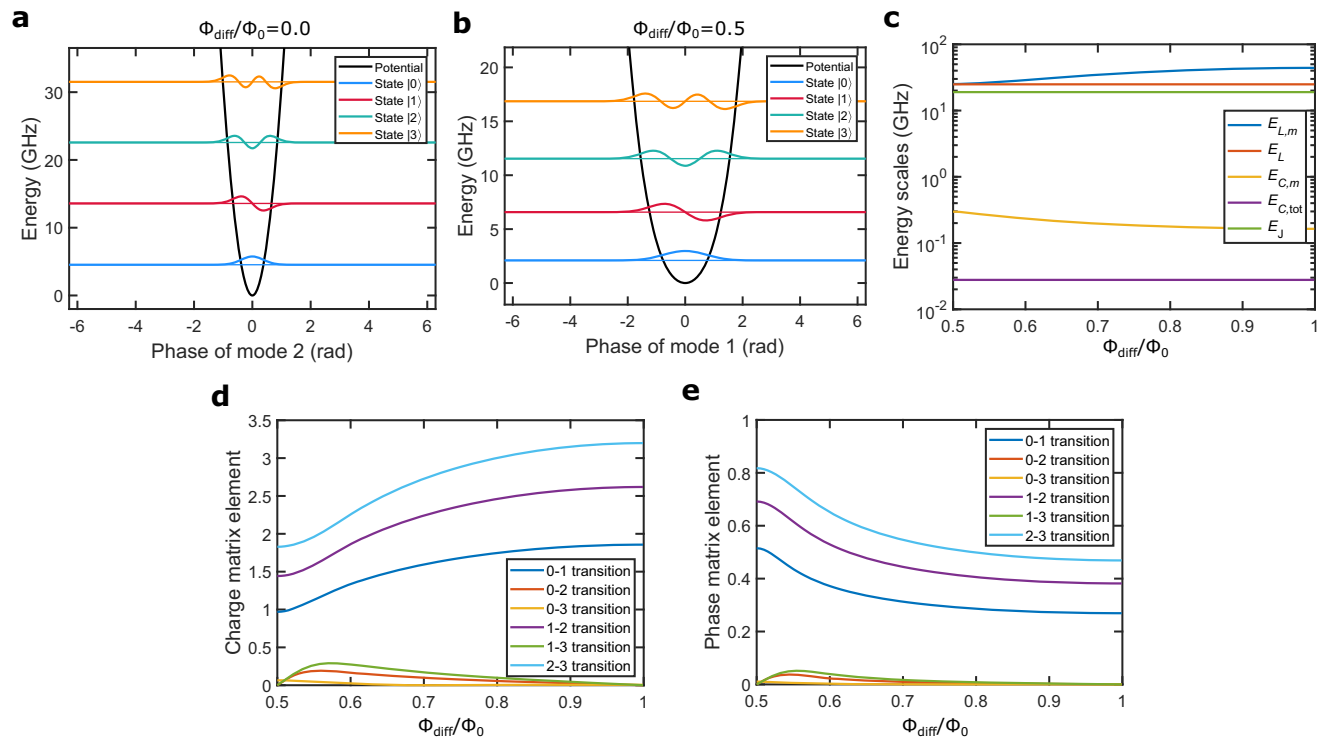 a
Φdiff/Φ0=0.0
Energy (GHz)
30
20
10
0
-6 -4 -2 0 2 4 6
Phase of mode 2 (rad)
Potential
State |0⟩
State |1⟩
State |2⟩
State |3⟩
b
Φdiff/Φ0=0.5
Energy (GHz)
20
15
10
5
0
-6 -4 -2 0 2 4 6
Phase of mode 1 (rad)
Potential
State |0⟩
State |1⟩
State |2⟩
State |3⟩
c
Energy scales (GHz)
10^2
10^1
10^0
10^-1
10^-2
0.5 0.6 0.7 0.8 0.9 1
Φdiff/Φ0
E_L,m
E_L
E_C,m
E_C,tot
E_J
d
Charge matrix element
3.5
3
2.5
2
1.5
1
0.5
0
0.5 0.6 0.7 0.8 0.9 1
Φdiff/Φ0
0-1 transition
0-2 transition
0-3 transition
1-2 transition
1-3 transition
2-3 transition
e
Phase matrix element
1
0.8
0.6
0.4
0.2
0
0.5 0.6 0.7 0.8 0.9 1
Φdiff/Φ0
0-1 transition
0-2 transition
0-3 transition
1-2 transition
1-3 transition
2-3 transition